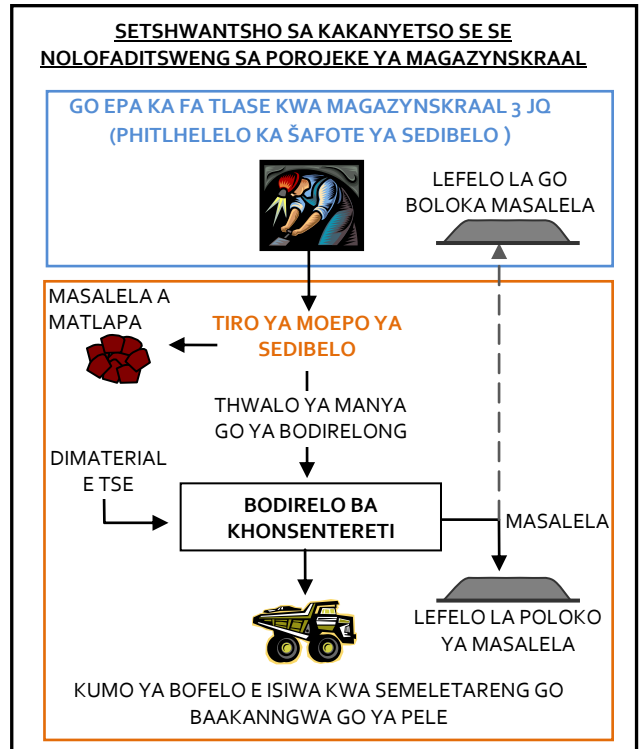 SETSHWANTSHO SA KAKANYETSO SE SE
NOLOFADITSWENG SA POROJEKE YA MAGAZYNSKRAAL
GO EPA KA FA TLASE KWA MAGAZYNSKRAAL 3 JQ
(PHITLHELELO KA ŠAFOTE YA SEDIBELO )
LEFELO LA GO
BOLOKA MASALELA
MASALELA A
MATLAPA
TIRO YA MOEPO YA
SEDIBELO
THWALO YA MANYA
GO YA BODIRELONG
DIMATERIAL
E TSE
BODIRELO BA
KHONSENTERETI
MASALELA
LEFELO LA POLOKO
YA MASALELA
KUMO YA BOFELO E ISIWA KWA SEMELETARENG GO
BAAKANNGWA GO YA PELE